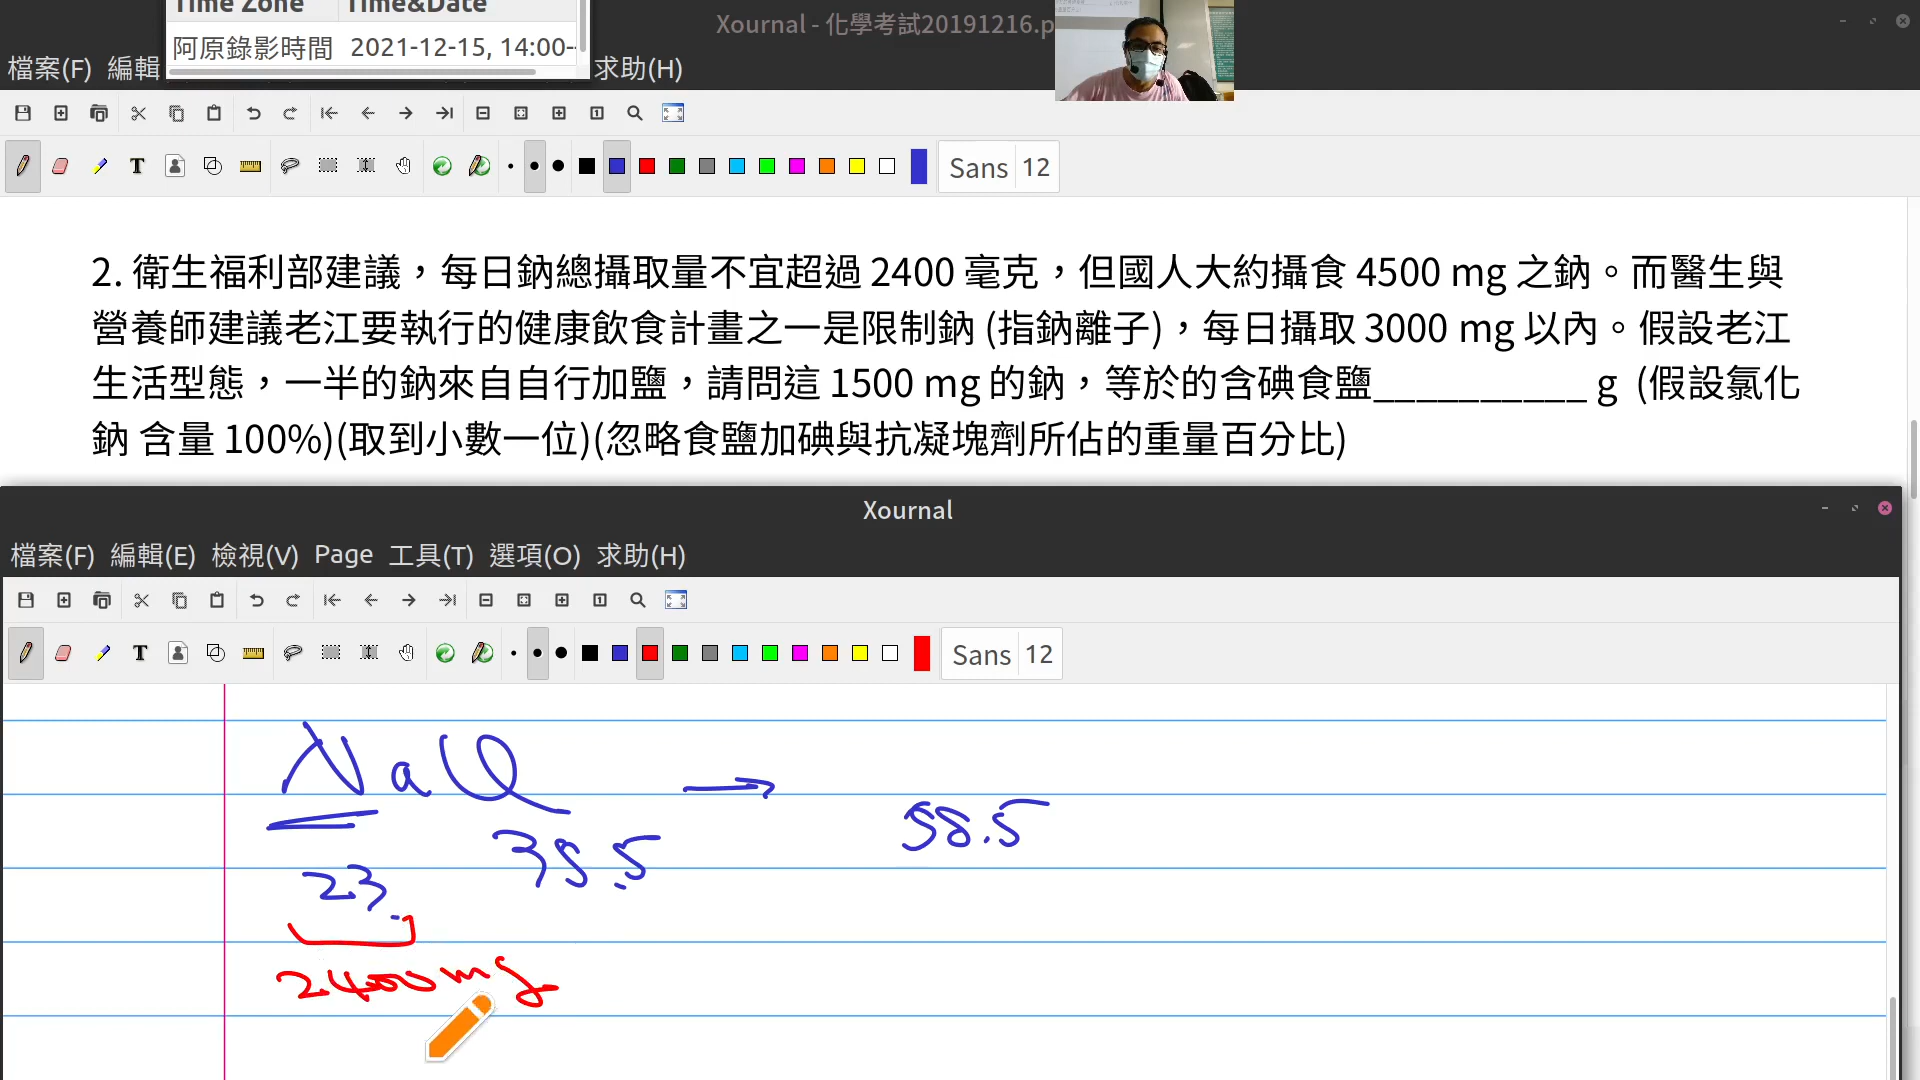 Time Zone Time&Date
阿原錄影時間 2021-12-15, 14:00-
Xournal - 化學考試20191216.p
檔案(F) 編輯 求助(H)
T Sans 12
2. 衛生福利部建議，每日鈉總攝取量不宜超過 2400 毫克，但國人大約攝食 4500 mg 之鈉。而醫生與
營養師建議老江要執行的健康飲食計畫之一是限制鈉 (指鈉離子)，每日攝取 3000 mg 以內。假設老江
生活型態，一半的鈉來自自行加鹽，請問這 1500 mg 的鈉，等於的含碘食鹽__________ g (假設氯化
鈉 含量 100%)(取到小數一位)(忽略食鹽加碘與抗凝塊劑所佔的重量百分比)
Xournal
檔案(F) 編輯(E) 檢視(V) Page 工具(T) 選項(O) 求助(H)
T Sans 12
NaCl → 58.5
23. 35.5
2400mg